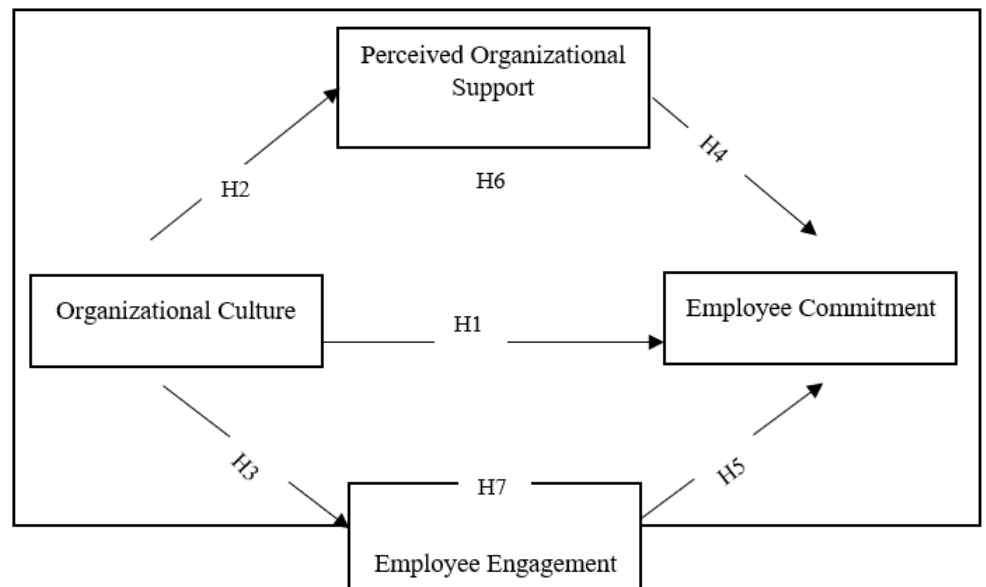 Perceived Organizational
Support
H4
H6
H2
Organizational Culture
H1
Employee Commitment
H3
H7
H5
Employee Engagement